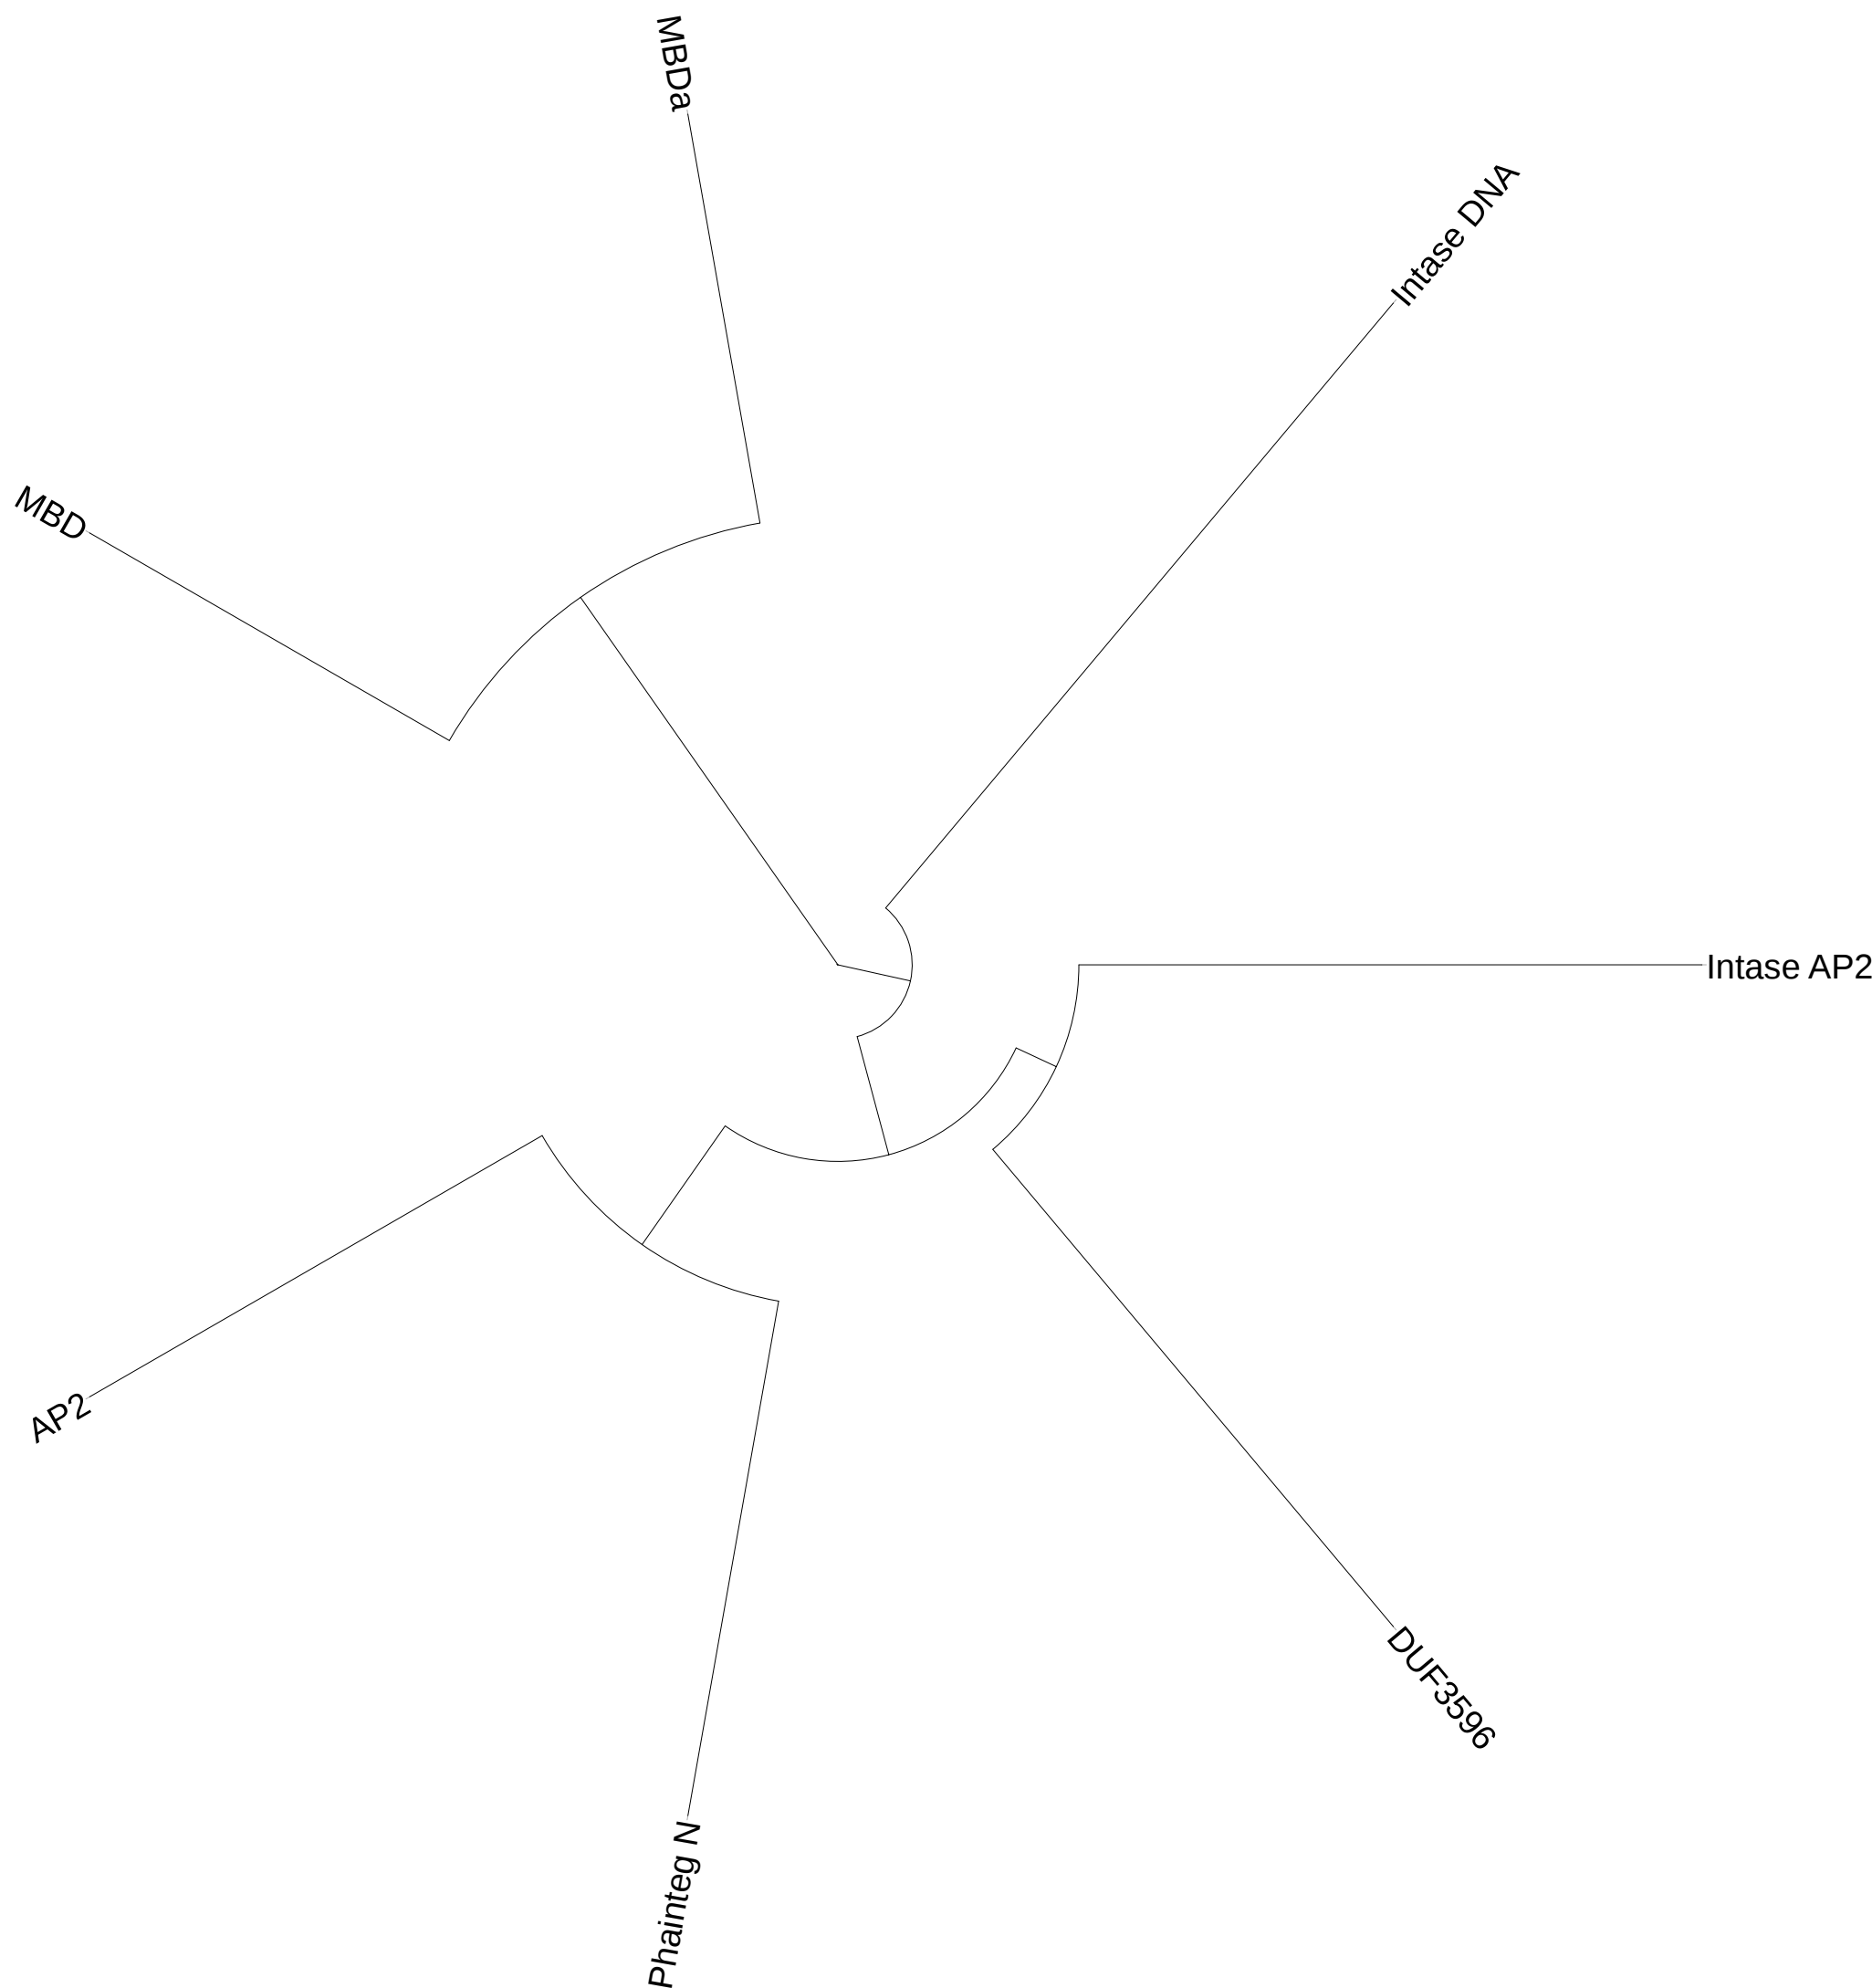 MBDa
Intase DNA
MBD
Intase AP2
AP2
DUF3596
Phainteg N